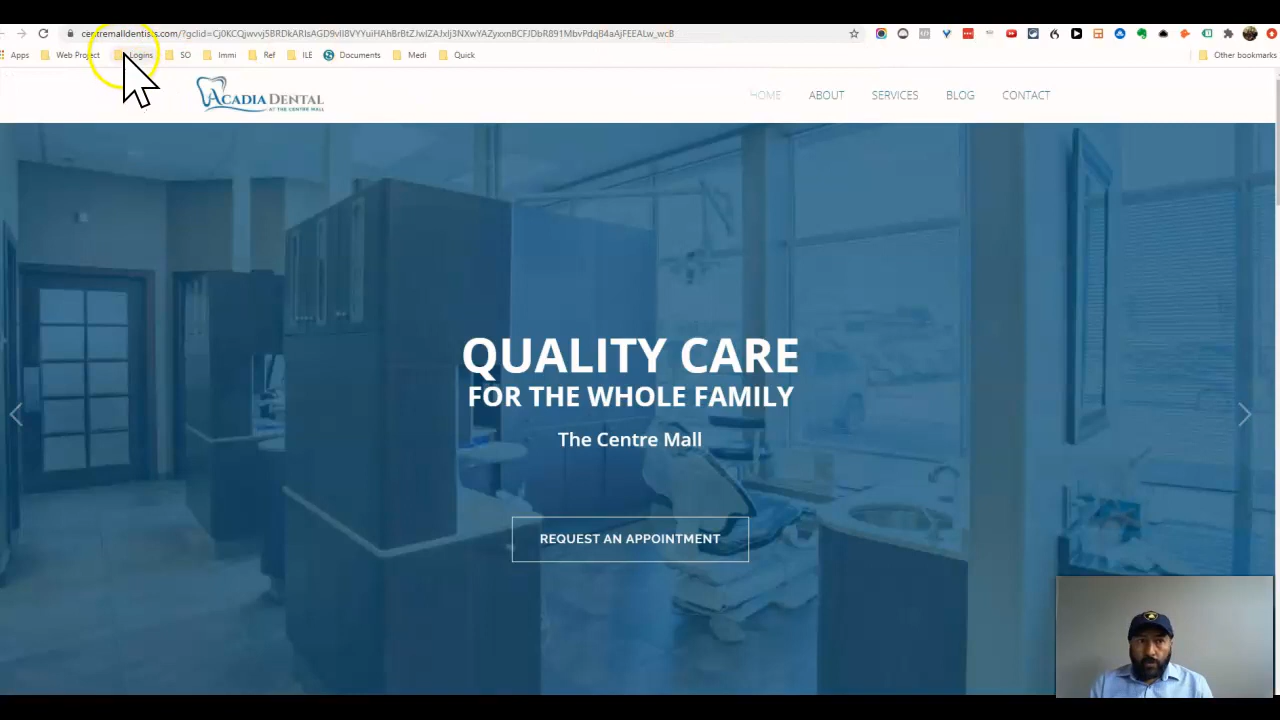 centremalldentists.com/?gclid=Cj0KCQjwvvj5BRDkARIsAGD9vlI8VYYuiHAhBrBtZJwlZAJxIj3NXwYAZyxxnBCFJDbR891MbvPdqB4aAjFEEALw_wcB
Apps Web Project Logins SO Immi Ref ILE Documents Medi Quick Other bookmarks
ACADIA DENTAL
AT THE CENTRE MALL
HOME ABOUT SERVICES BLOG CONTACT
QUALITY CARE
FOR THE WHOLE FAMILY
The Centre Mall
REQUEST AN APPOINTMENT